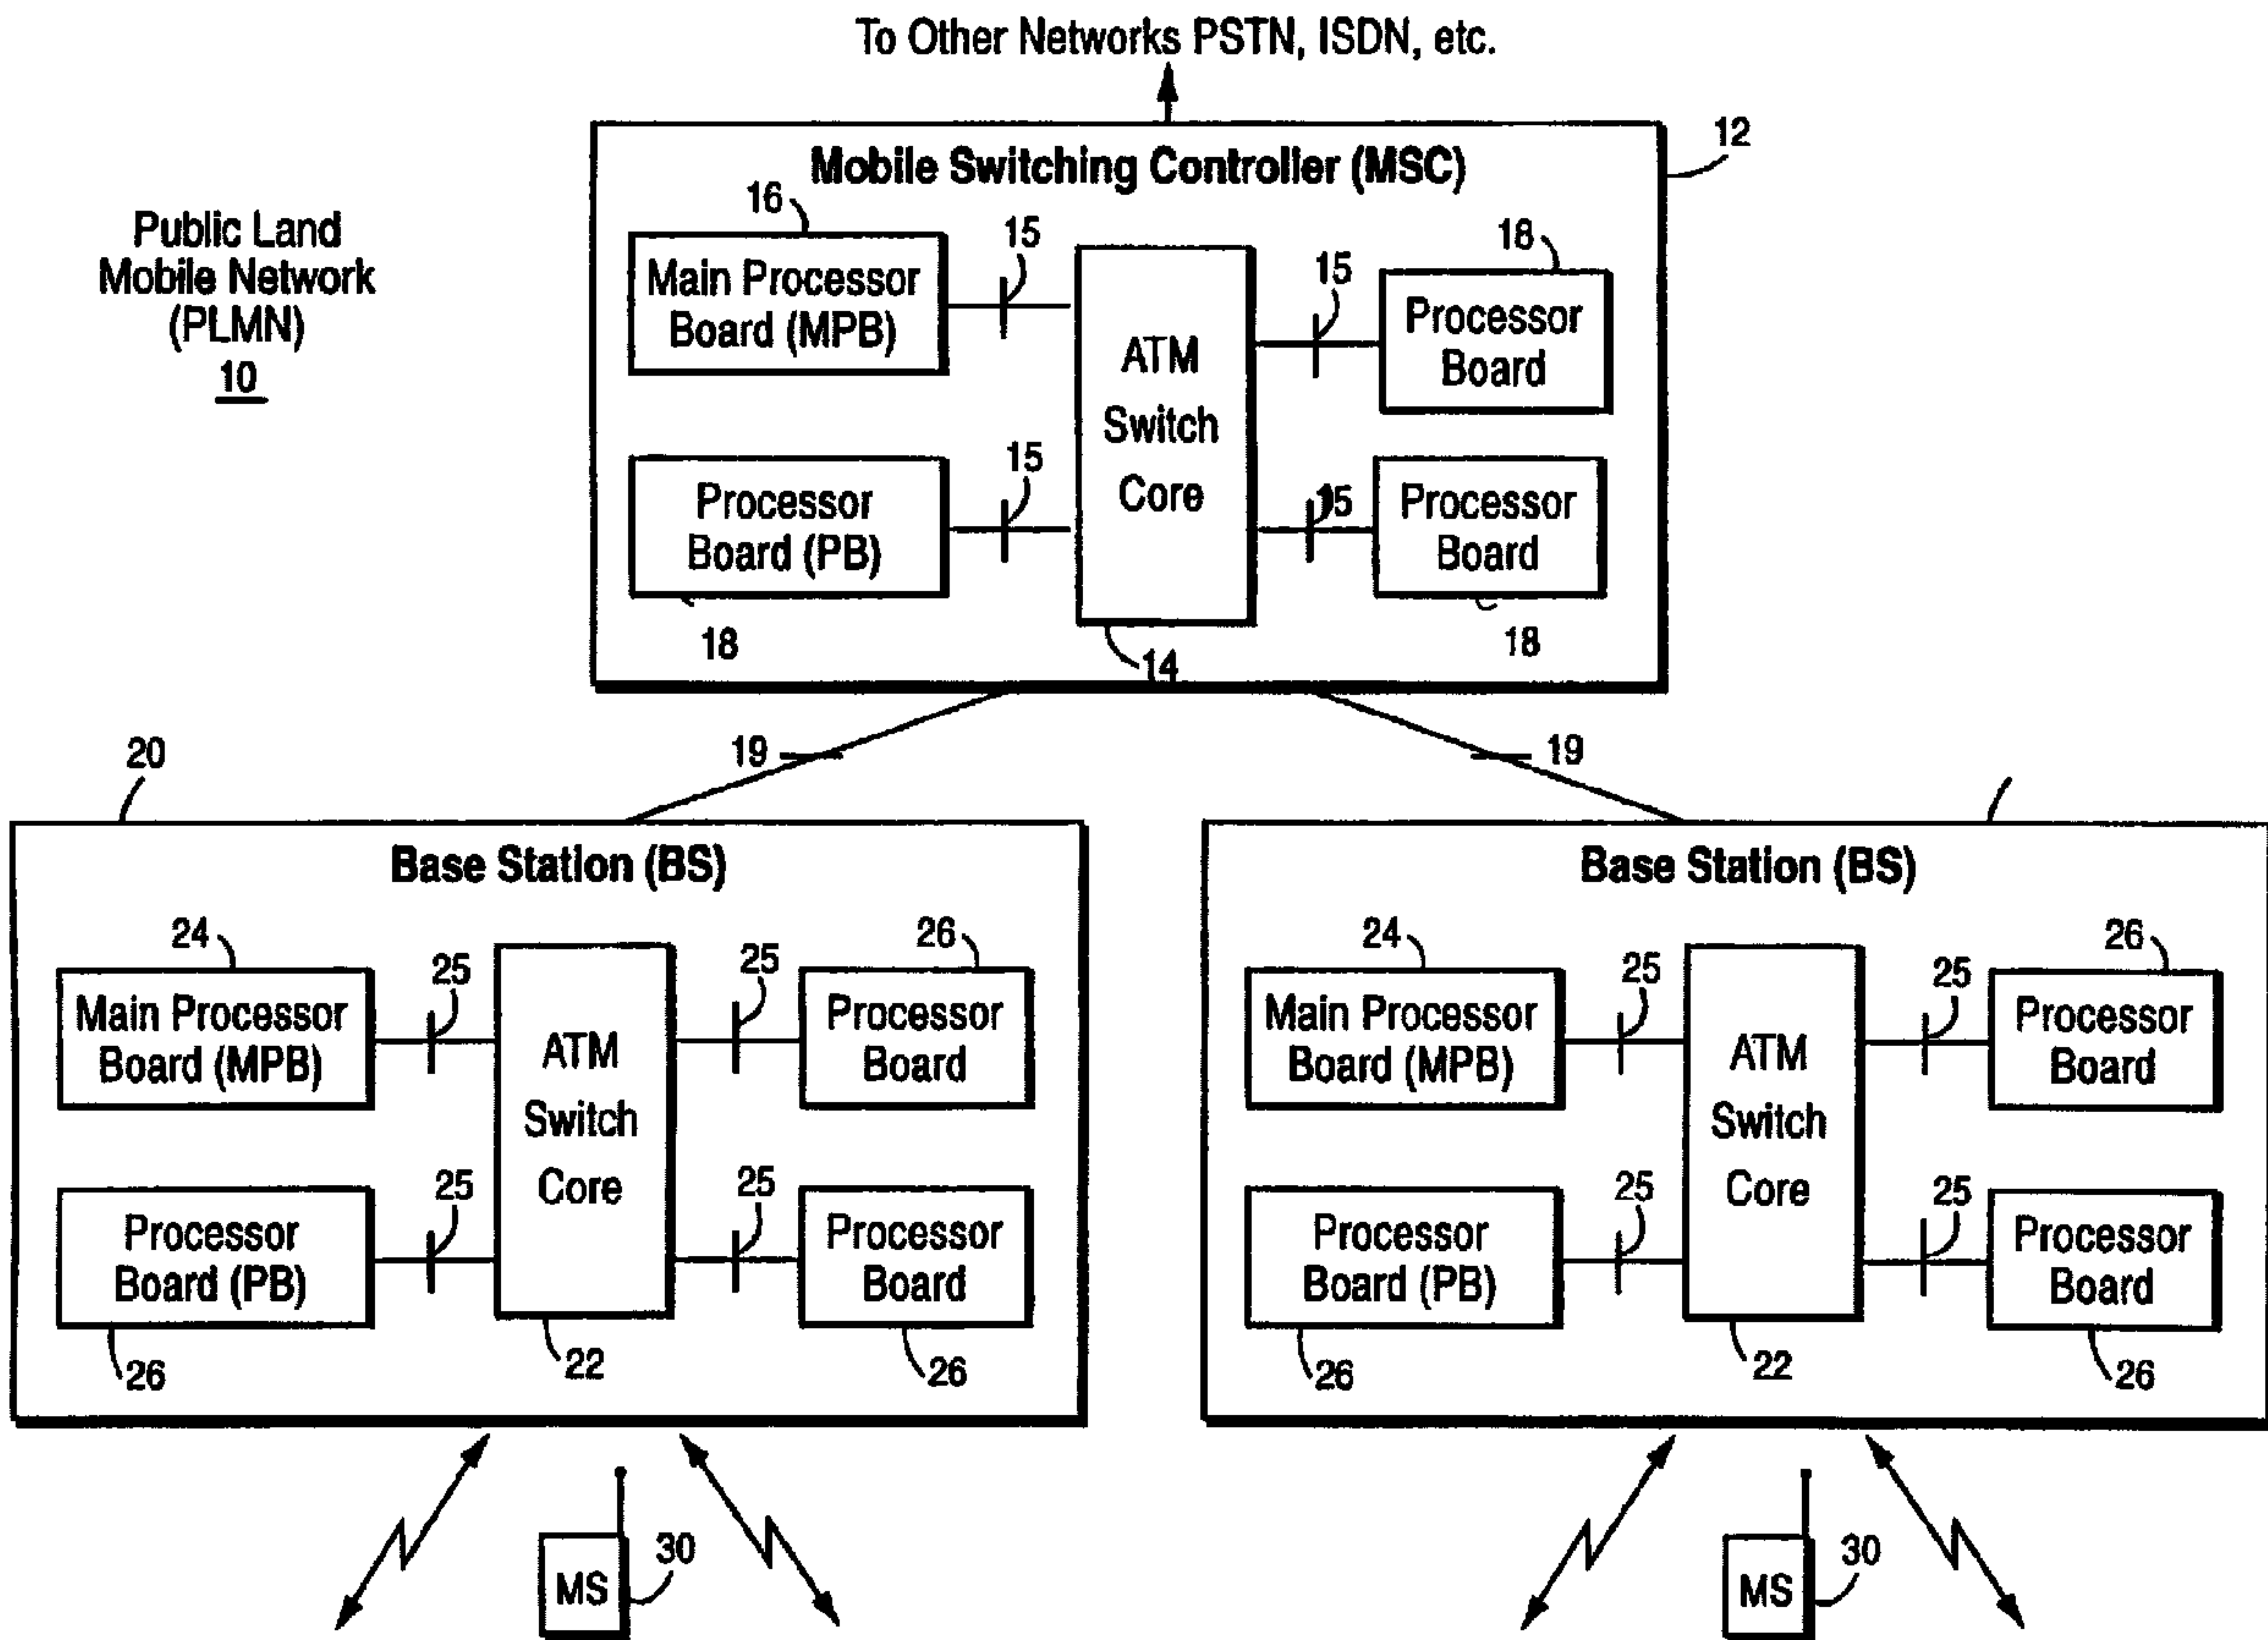 To Other Networks PSTN, ISDN, etc.
12
Mobile Switching Controller (MSC)
Public Land
Mobile Network
(PLMN)
10
16
15
15
18
Main Processor
Board (MPB)
ATM
Switch
Core
Processor
Board
15
15
Processor
Board (PB)
Processor
Board
18
14
18
19
19
20
Base Station (BS)
24
25
25
26
Main Processor
Board (MPB)
ATM
Switch
Core
Processor
Board
25
25
Processor
Board (PB)
Processor
Board
26
22
26
Base Station (BS)
24
25
25
26
Main Processor
Board (MPB)
ATM
Switch
Core
Processor
Board
25
25
Processor
Board (PB)
Processor
Board
26
22
26
MS
30
MS
30